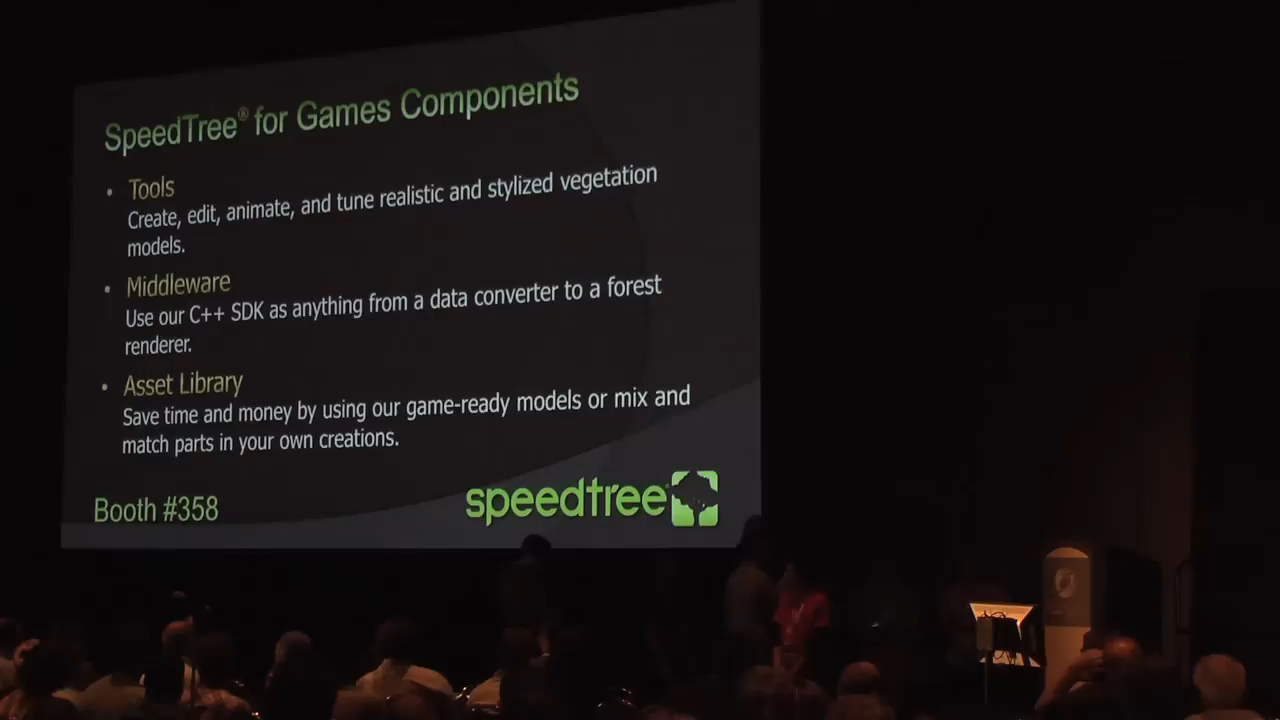 SpeedTree® for Games Components
• Tools
Create, edit, animate, and tune realistic and stylized vegetation
models.
• Middleware
Use our C++ SDK as anything from a data converter to a forest
renderer.
• Asset Library
Save time and money by using our game-ready models or mix and
match parts in your own creations.
Booth #358
speedtree